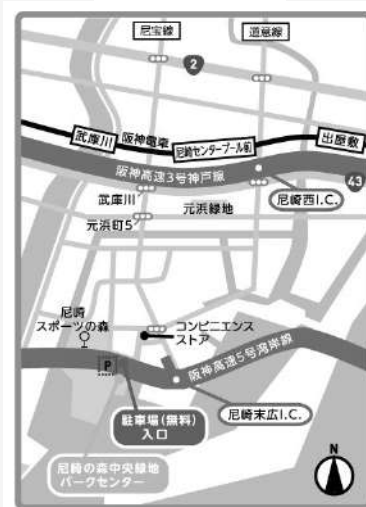 尼宝線
道意線
2
武庫川
阪神電車
尼崎センタープール前
出屋敷
阪神高速3号神戸線
43
武庫川
尼崎西I.C.
元浜緑地
元浜町5
尼崎
スポーツの森
コンビニエンス
ストア
阪神高速5号湾岸線
P
駐車場(無料)
入口
尼崎末広I.C.
尼崎の森中央緑地
パークセンター
N